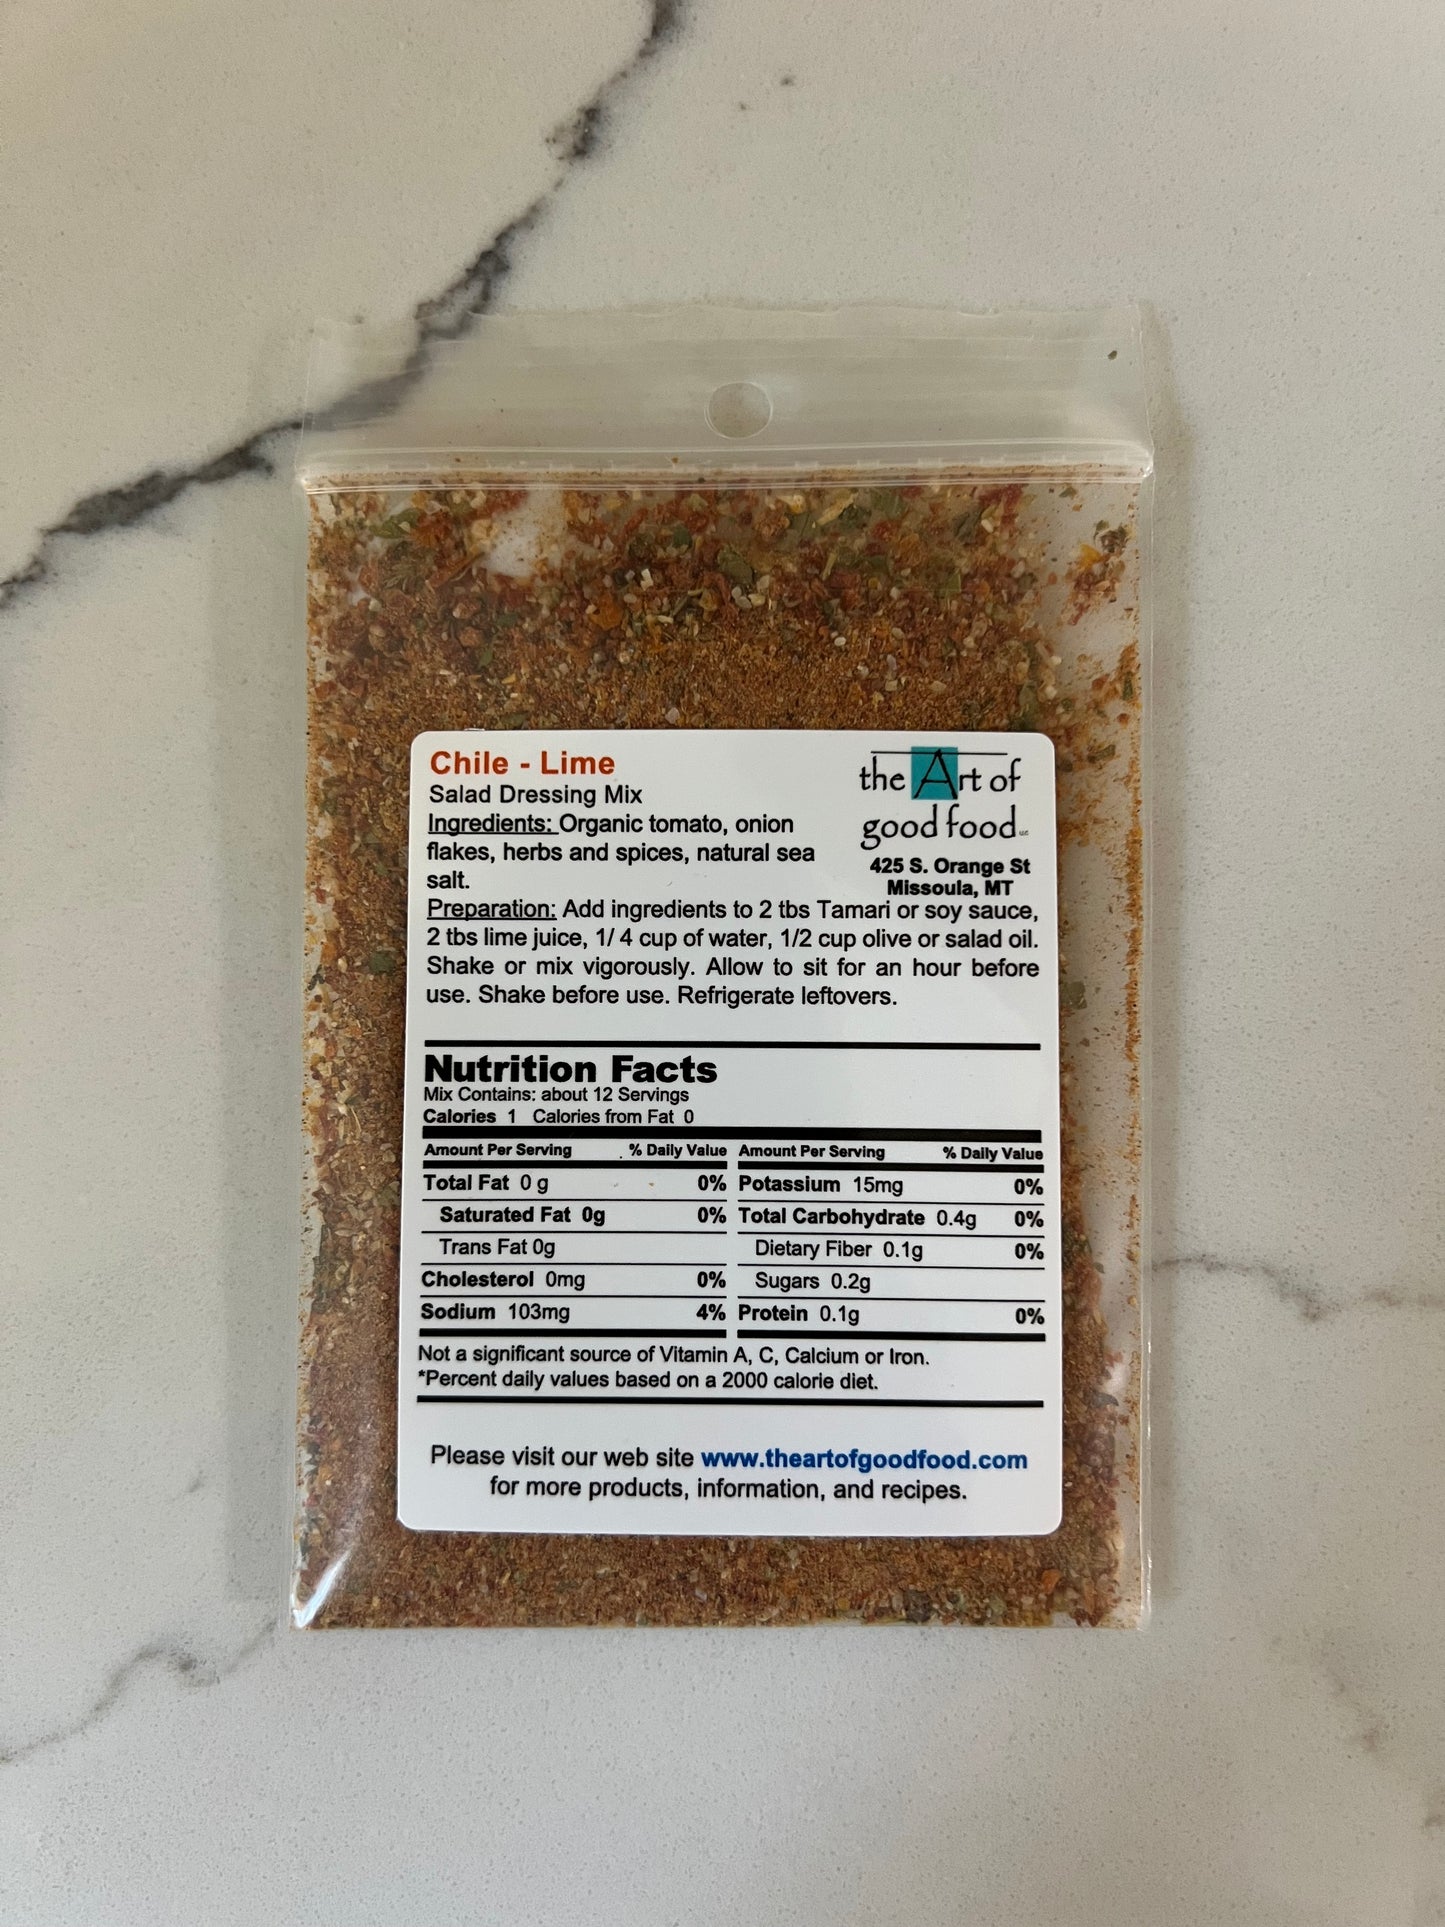 Chile - Lime
Salad Dressing Mix
Ingredients: Organic tomato, onion
flakes, herbs and spices, natural sea
salt.
the Art of
good food LLC
425 S. Orange St
Missoula, MT
Preparation: Add ingredients to 2 tbs Tamari or soy sauce,
2 tbs lime juice, 1/ 4 cup of water, 1/2 cup olive or salad oil.
Shake or mix vigorously. Allow to sit for an hour before
use. Shake before use. Refrigerate leftovers.
Nutrition Facts
Mix Contains: about 12 Servings
Calories 1 Calories from Fat 0
Amount Per Serving % Daily Value
Total Fat 0 g 0%
Saturated Fat 0g 0%
Trans Fat 0g
Cholesterol 0mg 0%
Sodium 103mg 4%
Amount Per Serving % Daily Value
Potassium 15mg 0%
Total Carbohydrate 0.4g 0%
Dietary Fiber 0.1g 0%
Sugars 0.2g
Protein 0.1g 0%
Not a significant source of Vitamin A, C, Calcium or Iron.
*Percent daily values based on a 2000 calorie diet.
Please visit our web site www.theartofgoodfood.com
for more products, information, and recipes.